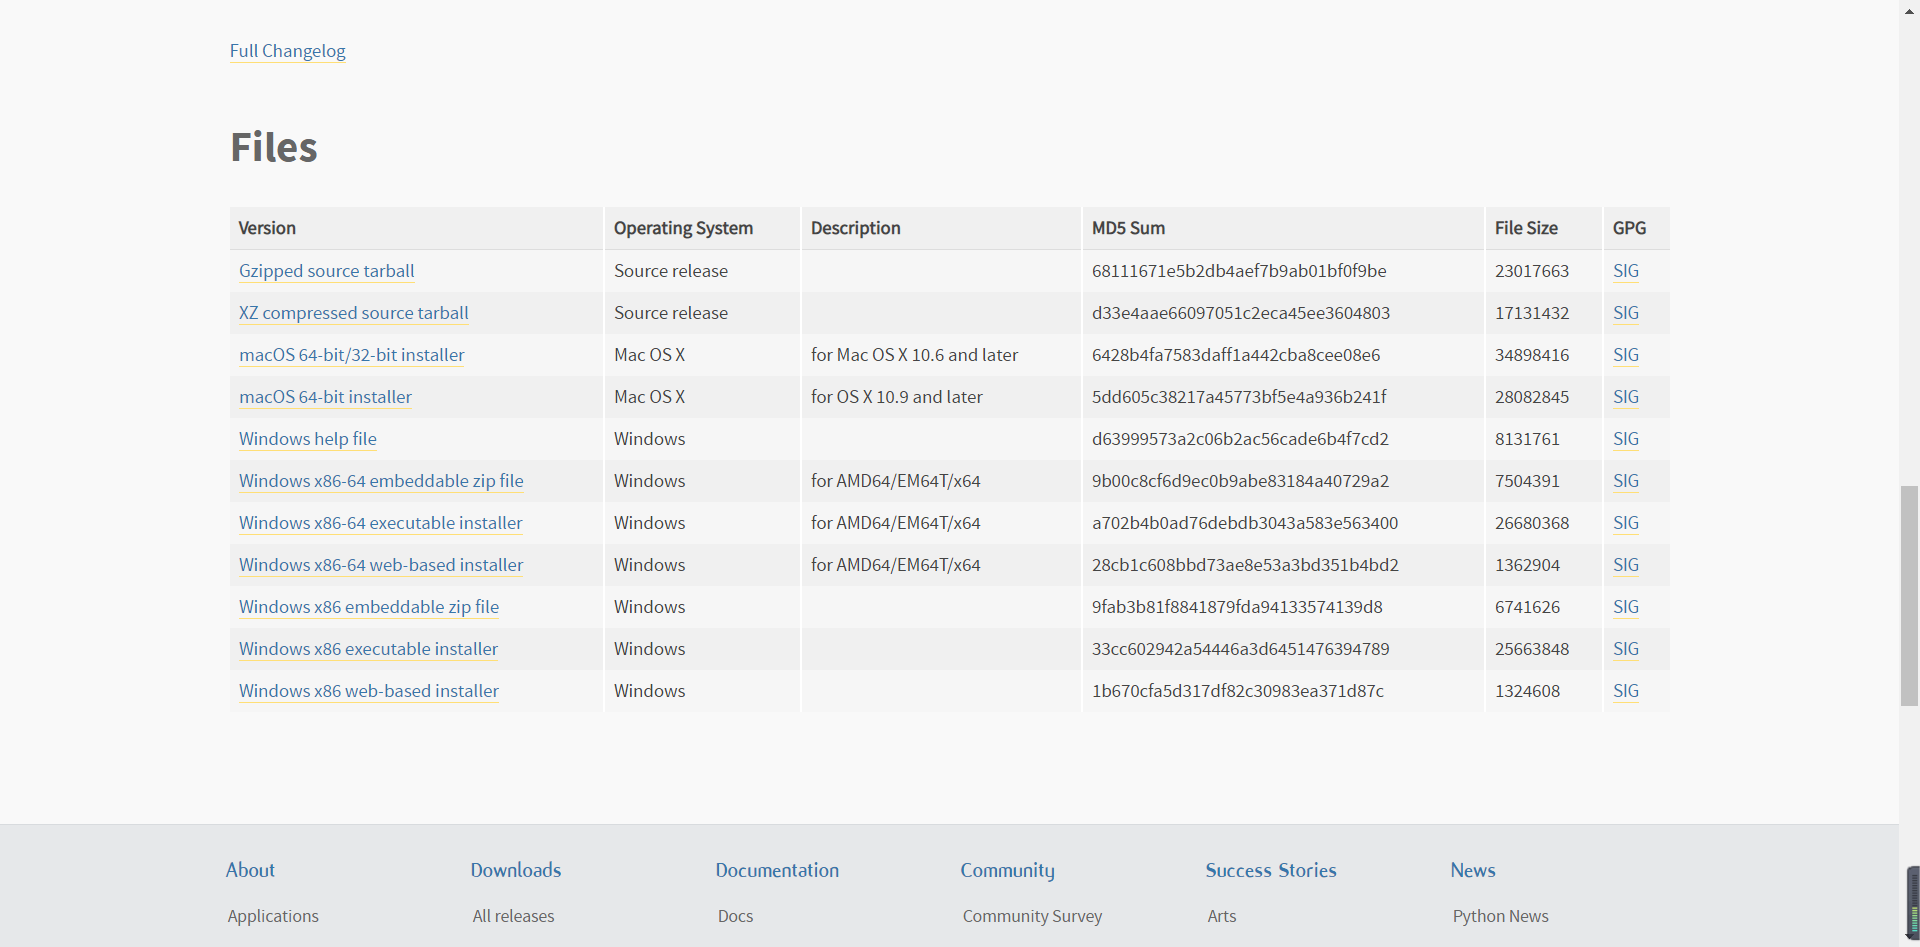 Full Changelog
Files
Version Operating System Description MD5 Sum File Size GPG
Gzipped source tarball Source release 68111671e5b2db4aef7b9ab01bf0f9be 23017663 SIG
XZ compressed source tarball Source release d33e4aae66097051c2eca45ee3604803 17131432 SIG
macOS 64-bit/32-bit installer Mac OS X for Mac OS X 10.6 and later 6428b4fa7583daff1a442cba8cee08e6 34898416 SIG
macOS 64-bit installer Mac OS X for OS X 10.9 and later 5dd605c38217a45773bf5e4a936b241f 28082845 SIG
Windows help file Windows d63999573a2c06b2ac56cade6b4f7cd2 8131761 SIG
Windows x86-64 embeddable zip file Windows for AMD64/EM64T/x64 9b00c8cf6d9ec0b9abe83184a40729a2 7504391 SIG
Windows x86-64 executable installer Windows for AMD64/EM64T/x64 a702b4b0ad76debdb3043a583e563400 26680368 SIG
Windows x86-64 web-based installer Windows for AMD64/EM64T/x64 28cb1c608bbd73ae8e53a3bd351b4bd2 1362904 SIG
Windows x86 embeddable zip file Windows 9fab3b81f8841879fda94133574139d8 6741626 SIG
Windows x86 executable installer Windows 33cc602942a54446a3d6451476394789 25663848 SIG
Windows x86 web-based installer Windows 1b670cfa5d317df82c30983ea371d87c 1324608 SIG
About Downloads Documentation Community Success Stories News
Applications All releases Docs Community Survey Arts Python News